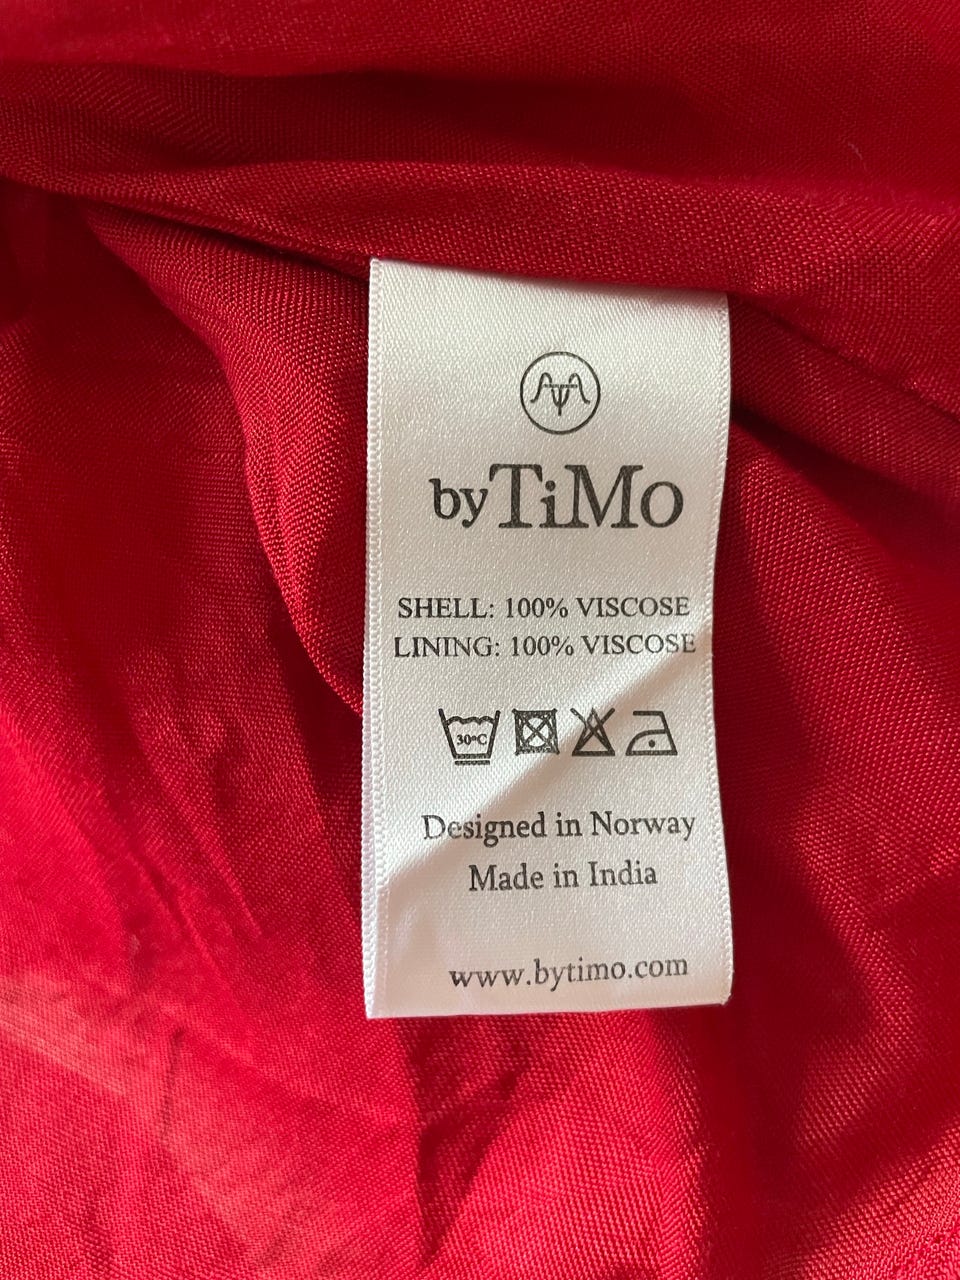 byTiMo
SHELL: 100% VISCOSE
LINING: 100% VISCOSE
30°C
Designed in Norway
Made in India
www.bytimo.com